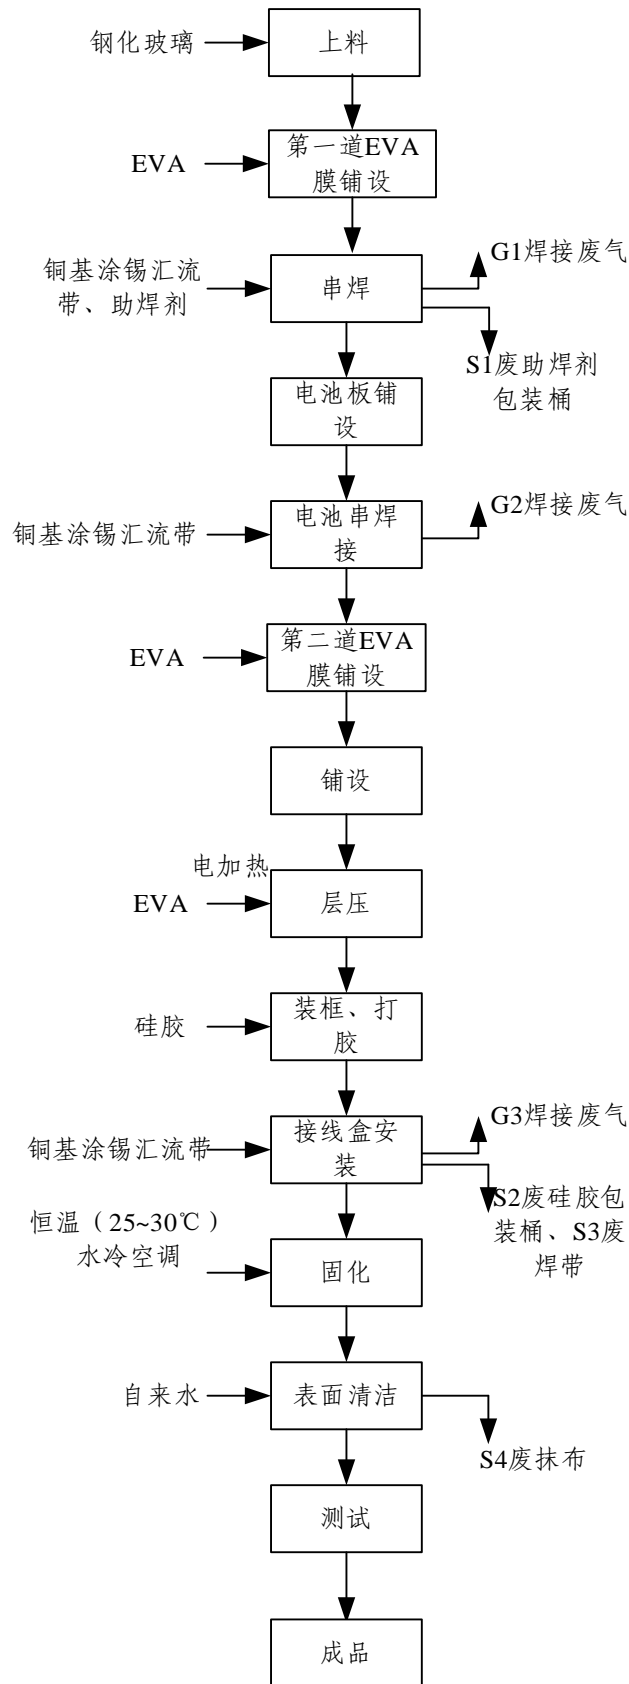 钢化玻璃
上料
EVA
第一道EVA
膜铺设
铜基涂锡汇流
带、助焊剂
串焊
G1焊接废气
S1废助焊剂
包装桶
电池板铺
设
铜基涂锡汇流带
电池串焊
接
G2焊接废气
EVA
第二道EVA
膜铺设
铺设
电加热
EVA
层压
硅胶
装框、打
胶
铜基涂锡汇流带
接线盒安
装
G3焊接废气
S2废硅胶包
装桶、S3废
焊带
恒温（25~30℃）
水冷空调
固化
自来水
表面清洁
S4废抹布
测试
成品